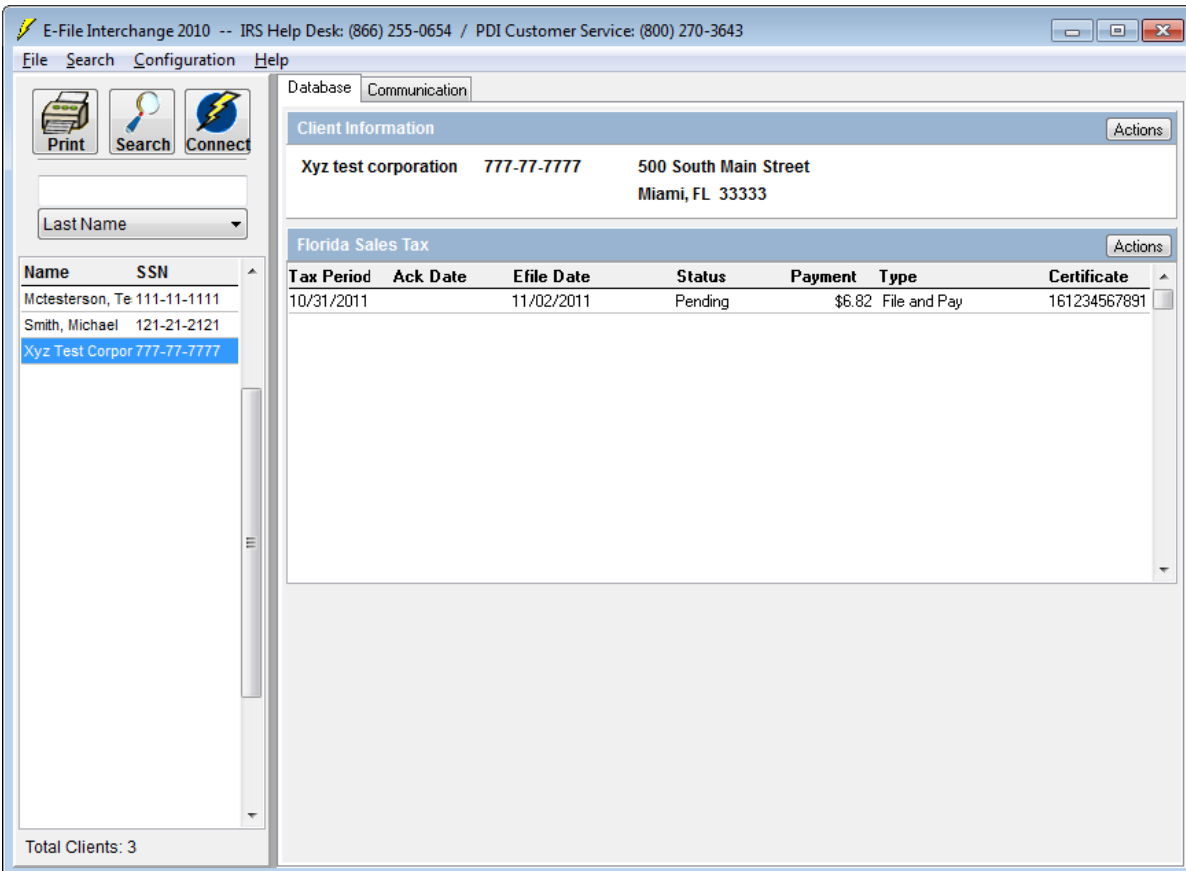 E-File Interchange 2010 -- IRS Help Desk: (866) 255-0654 / PDI Customer Service: (800) 270-3643
File Search Configuration Help
Print Search Connect
Last Name
Name SSN
Mctesterson, Te 111-11-1111
Smith, Michael 121-21-2121
Xyz Test Corpor 777-77-7777
Total Clients: 3
Database Communication
Client Information Actions
Xyz test corporation 777-77-7777 500 South Main Street
Miami, FL 33333
Florida Sales Tax Actions
Tax Period Ack Date Efile Date Status Payment Type Certificate
10/31/2011 11/02/2011 Pending $6.82 File and Pay 161234567891